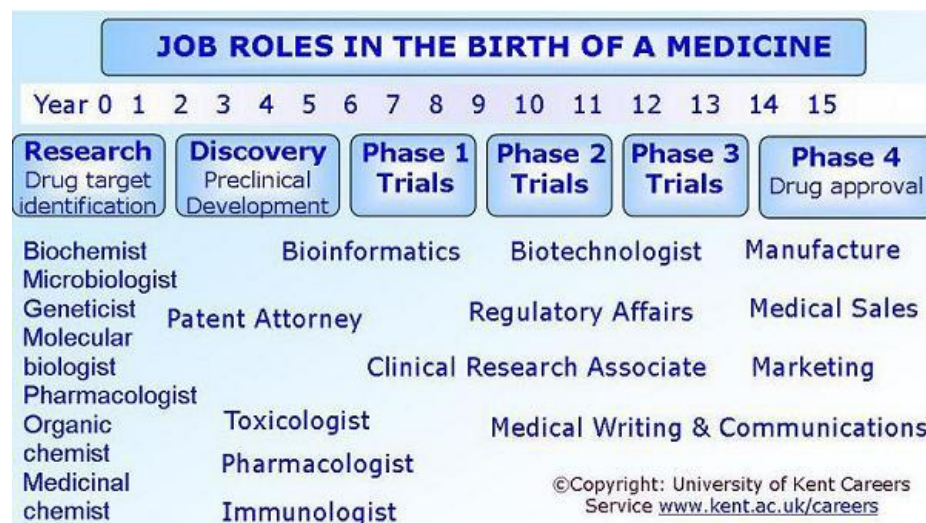 JOB ROLES IN THE BIRTH OF A MEDICINE
Year 0 1 2 3 4 5 6 7 8 9 10 11 12 13 14 15
Research
Drug target
identification
Discovery
Preclinical
Development
Phase 1
Trials
Phase 2
Trials
Phase 3
Trials
Phase 4
Drug approval
Biochemist
Microbiologist
Geneticist
Molecular
biologist
Pharmacologist
Organic
chemist
Medicinal
chemist
Bioinformatics
Biotechnologist
Manufacture
Patent Attorney
Regulatory Affairs
Medical Sales
Clinical Research Associate
Marketing
Toxicologist
Medical Writing & Communications
Pharmacologist
Immunologist
©Copyright: University of Kent Careers
Service www.kent.ac.uk/careers